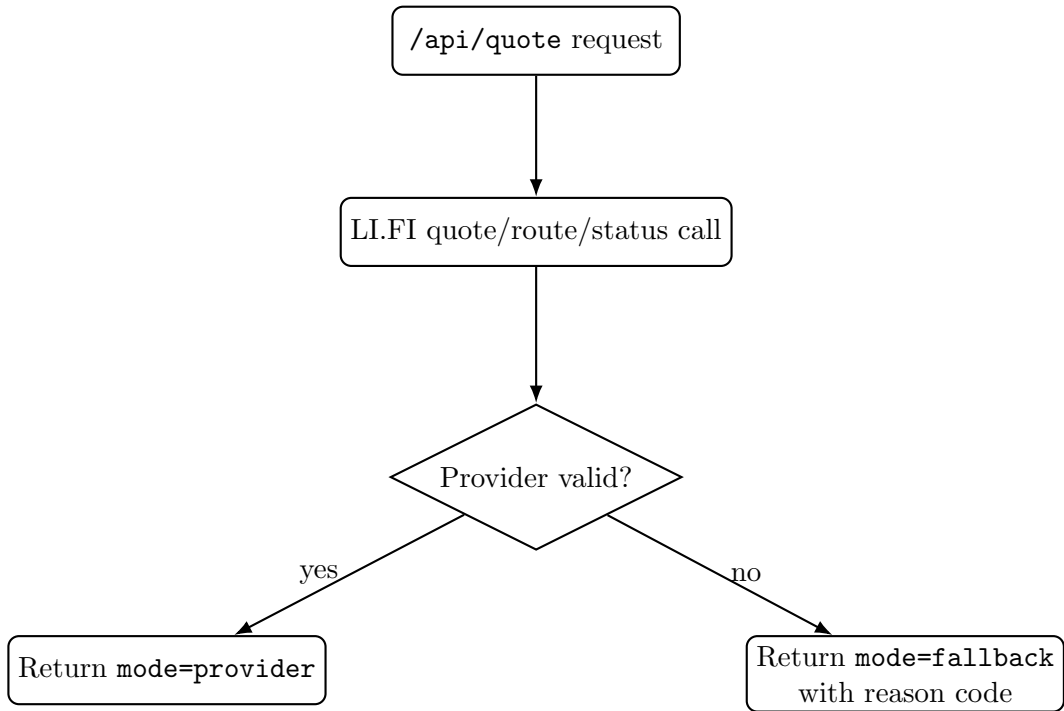 /api/quote request
LI.FI quote/route/status call
Provider valid?
yes
no
Return mode=provider
Return mode=fallback
with reason code